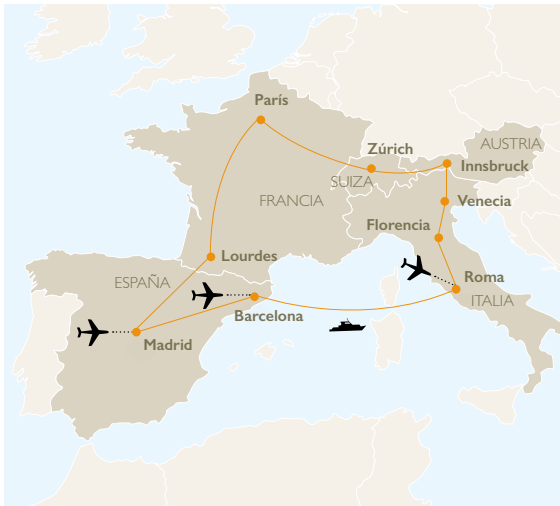 París
Zúrich
AUSTRIA
Innsbruck
SUIZA
FRANCIA
Venecia
Florencia
Lourdes
ESPAÑA
Roma
ITALIA
Barcelona
Madrid